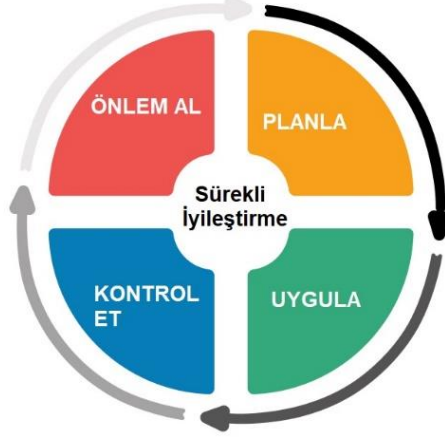 ÖNLEM AL
PLANLA
Sürekli
İyileştirme
KONTROL
ET
UYGULA